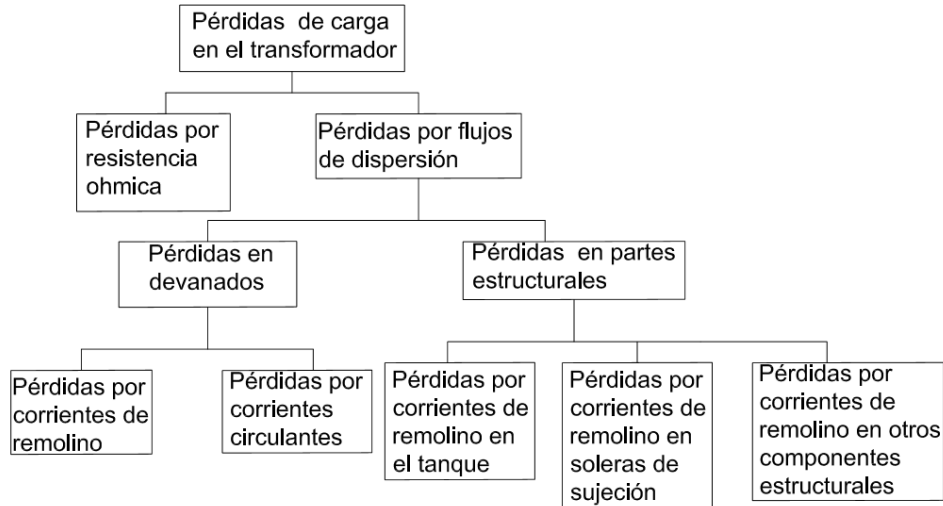 Pérdidas de carga
en el transformador
Pérdidas por
resistencia
ohmica
Pérdidas por flujos
de dispersión
Pérdidas en
devanados
Pérdidas en partes
estructurales
Pérdidas por
corrientes de
remolino
Pérdidas por
corrientes
circulantes
Pérdidas por
corrientes de
remolino en
el tanque
Pérdidas por
corrientes de
remolino en
soleras de
sujeción
Pérdidas por
corrientes de
remolino en otros
componentes
estructurales